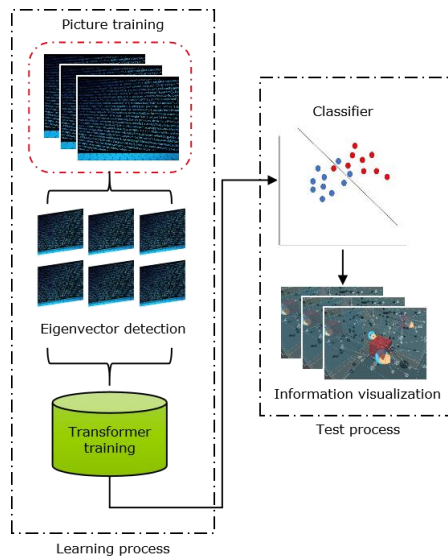 Picture training
Eigenvector detection
Transformer
training
Learning process
Classifier
Information visualization
Test process